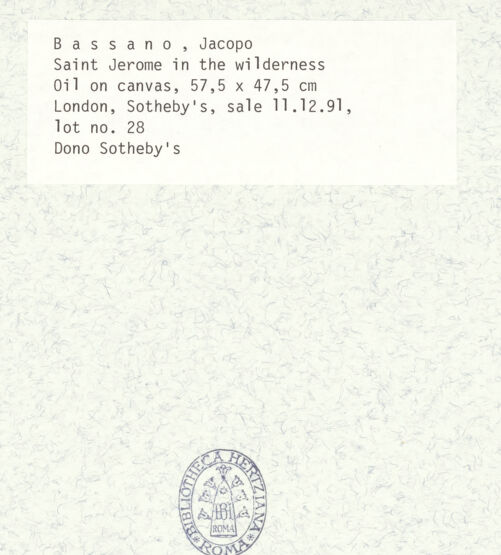 B a s s a n o , Jacopo
Saint Jerome in the wilderness
Oil on canvas, 57,5 x 47,5 cm
London, Sotheby's, sale 11.12.91,
lot no. 28
Dono Sotheby's
BIBLIOTHECA HERTZIANA
BH
ROMA
* ROMA *